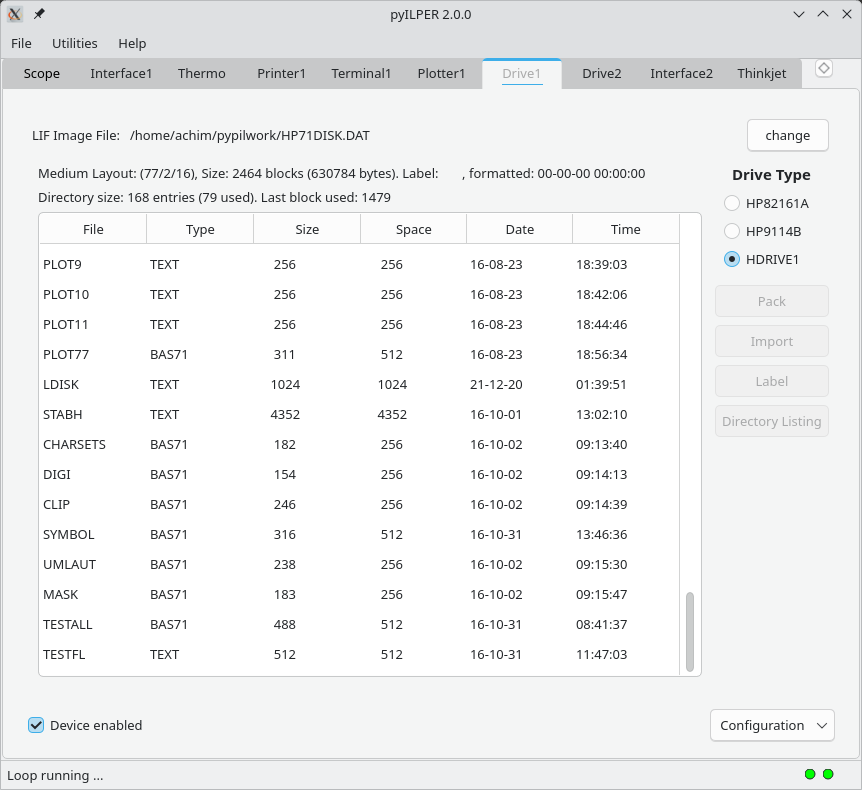 pyILPER 2.0.0
File Utilities Help
Scope Interface1 Thermo Printer1 Terminal1 Plotter1 Drive1 Drive2 Interface2 Thinkjet
LIF Image File: /home/achim/pypilwork/HP71DISK.DAT
change
Medium Layout: (77/2/16), Size: 2464 blocks (630784 bytes). Label: , formatted: 00-00-00 00:00:00
Directory size: 168 entries (79 used). Last block used: 1479
File Type Size Space Date Time
PLOT9 TEXT 256 256 16-08-23 18:39:03
PLOT10 TEXT 256 256 16-08-23 18:42:06
PLOT11 TEXT 256 256 16-08-23 18:44:46
PLOT77 BAS71 311 512 16-08-23 18:56:34
LDISK TEXT 1024 1024 21-12-20 01:39:51
STABH TEXT 4352 4352 16-10-01 13:02:10
CHARSETS BAS71 182 256 16-10-02 09:13:40
DIGI BAS71 154 256 16-10-02 09:14:13
CLIP BAS71 246 256 16-10-02 09:14:39
SYMBOL BAS71 316 512 16-10-31 13:46:36
UMLAUT BAS71 238 256 16-10-02 09:15:30
MASK BAS71 183 256 16-10-02 09:15:47
TESTALL BAS71 488 512 16-10-31 08:41:37
TESTFL TEXT 512 512 16-10-31 11:47:03
Drive Type
HP82161A
HP9114B
HDRIVE1
Pack
Import
Label
Directory Listing
Device enabled
Configuration
Loop running ...